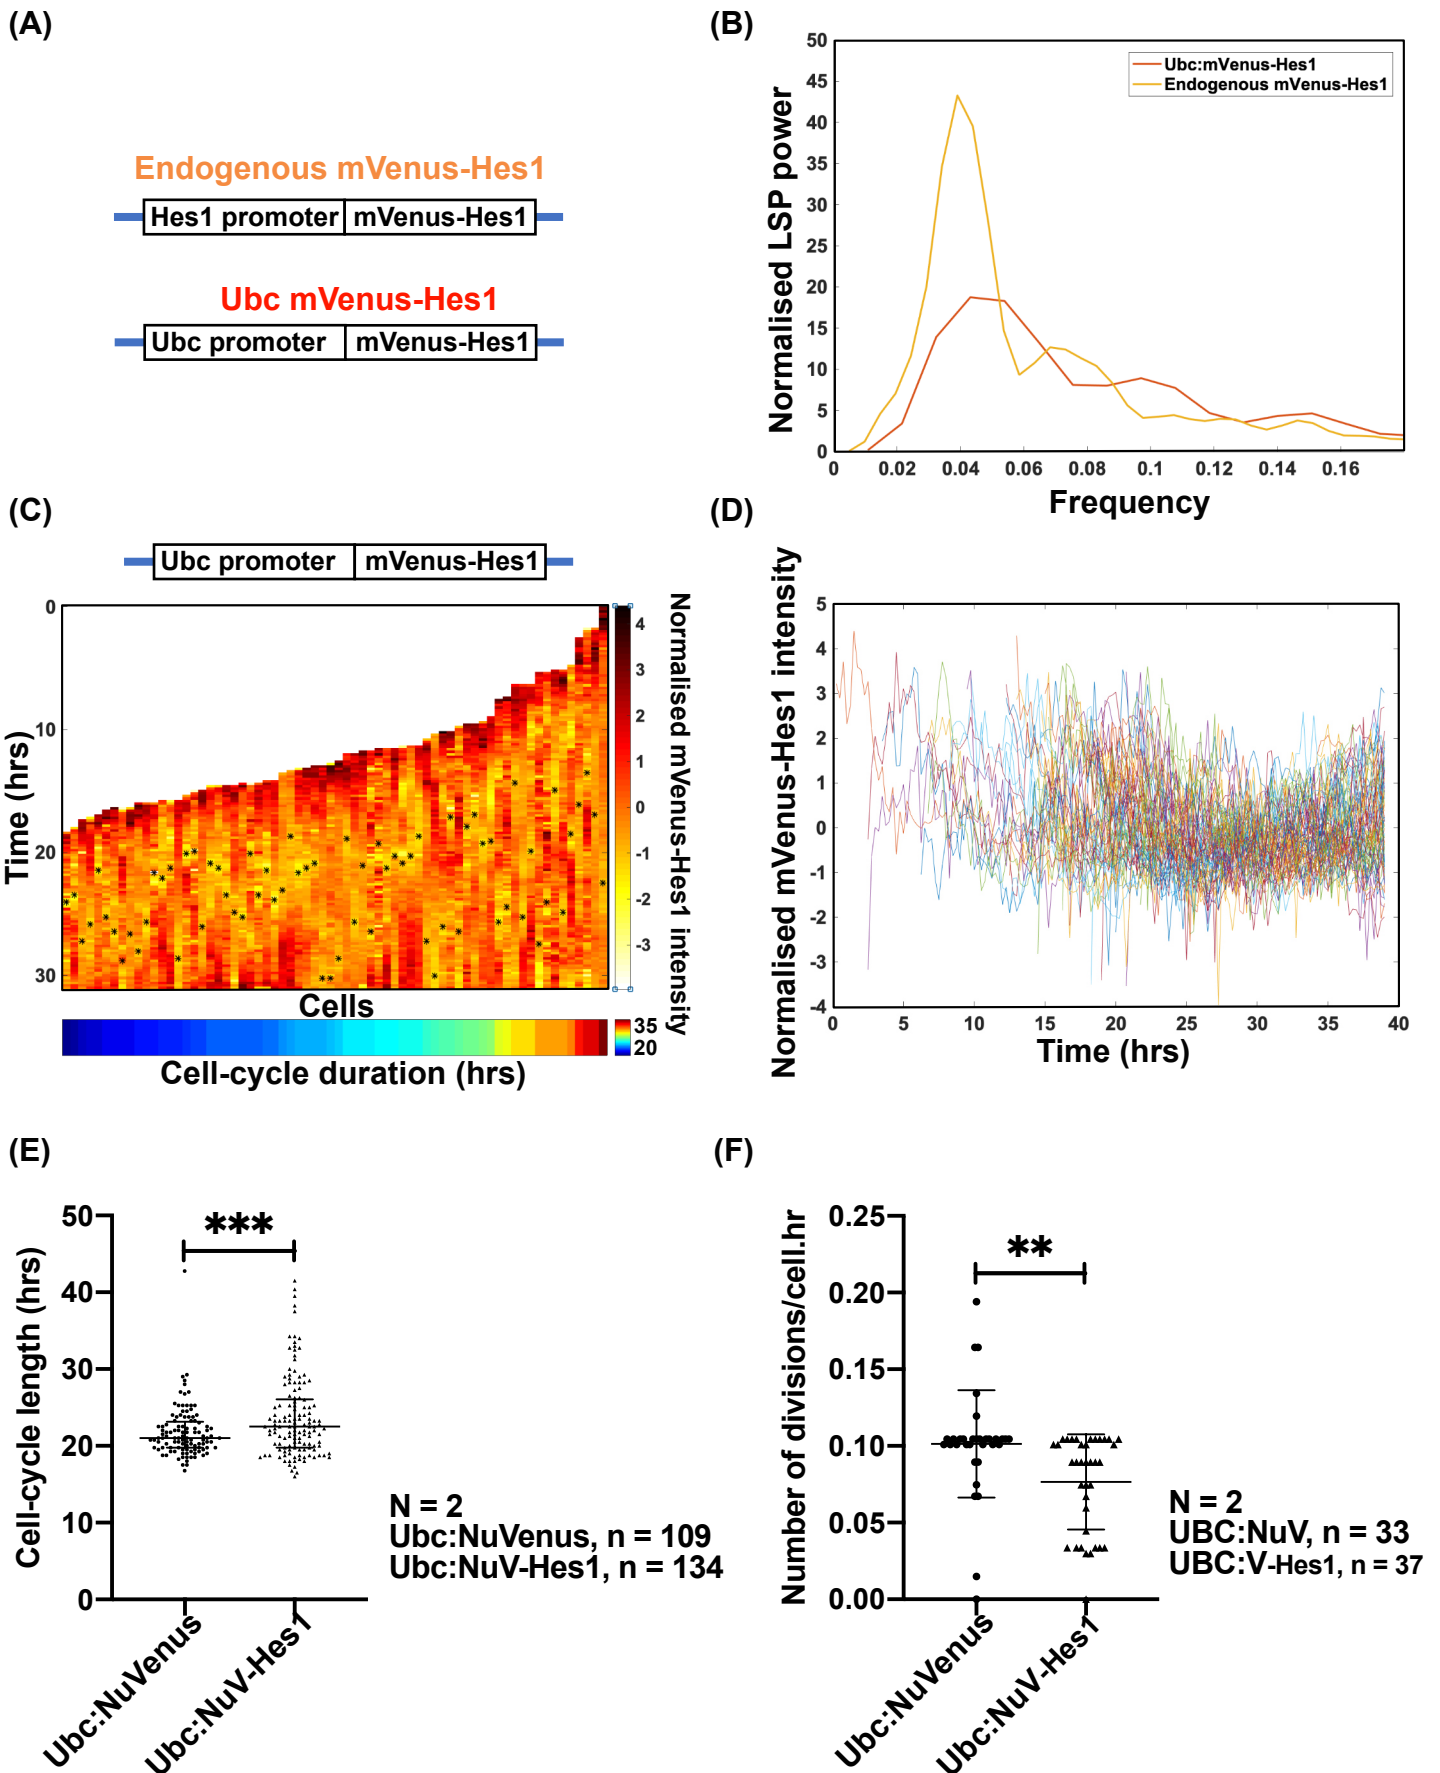 (A)
Endogenous mVenus-Hes1
Hes1 promoter mVenus-Hes1
Ubc mVenus-Hes1
Ubc promoter mVenus-Hes1
(B)
Normalised LSP power
50
45
40
35
30
25
20
15
10
5
0
Ubc:mVenus-Hes1
Endogenous mVenus-Hes1
0 0.02 0.04 0.06 0.08 0.1 0.12 0.14 0.16
Frequency
(C)
Ubc promoter mVenus-Hes1
Time (hrs)
0
10
20
30
Cells
4
3
2
1
0
-1
-2
-3
Normalised mVenus-Hes1 intensity
35
20
Cell-cycle duration (hrs)
(D)
Normalised mVenus-Hes1 intensity
5
4
3
2
1
0
-1
-2
-3
-4
0 5 10 15 20 25 30 35 40
Time (hrs)
(E)
Cell-cycle length (hrs)
50
40
30
20
10
0
***
Ubc:NuVenus
Ubc:NuV-Hes1
N = 2
Ubc:NuVenus, n = 109
Ubc:NuV-Hes1, n = 134
(F)
Number of divisions/cell.hr
0.25
0.20
0.15
0.10
0.05
0.00
**
Ubc:NuVenus
Ubc:NuV-Hes1
N = 2
UBC:NuV, n = 33
UBC:V-Hes1, n = 37